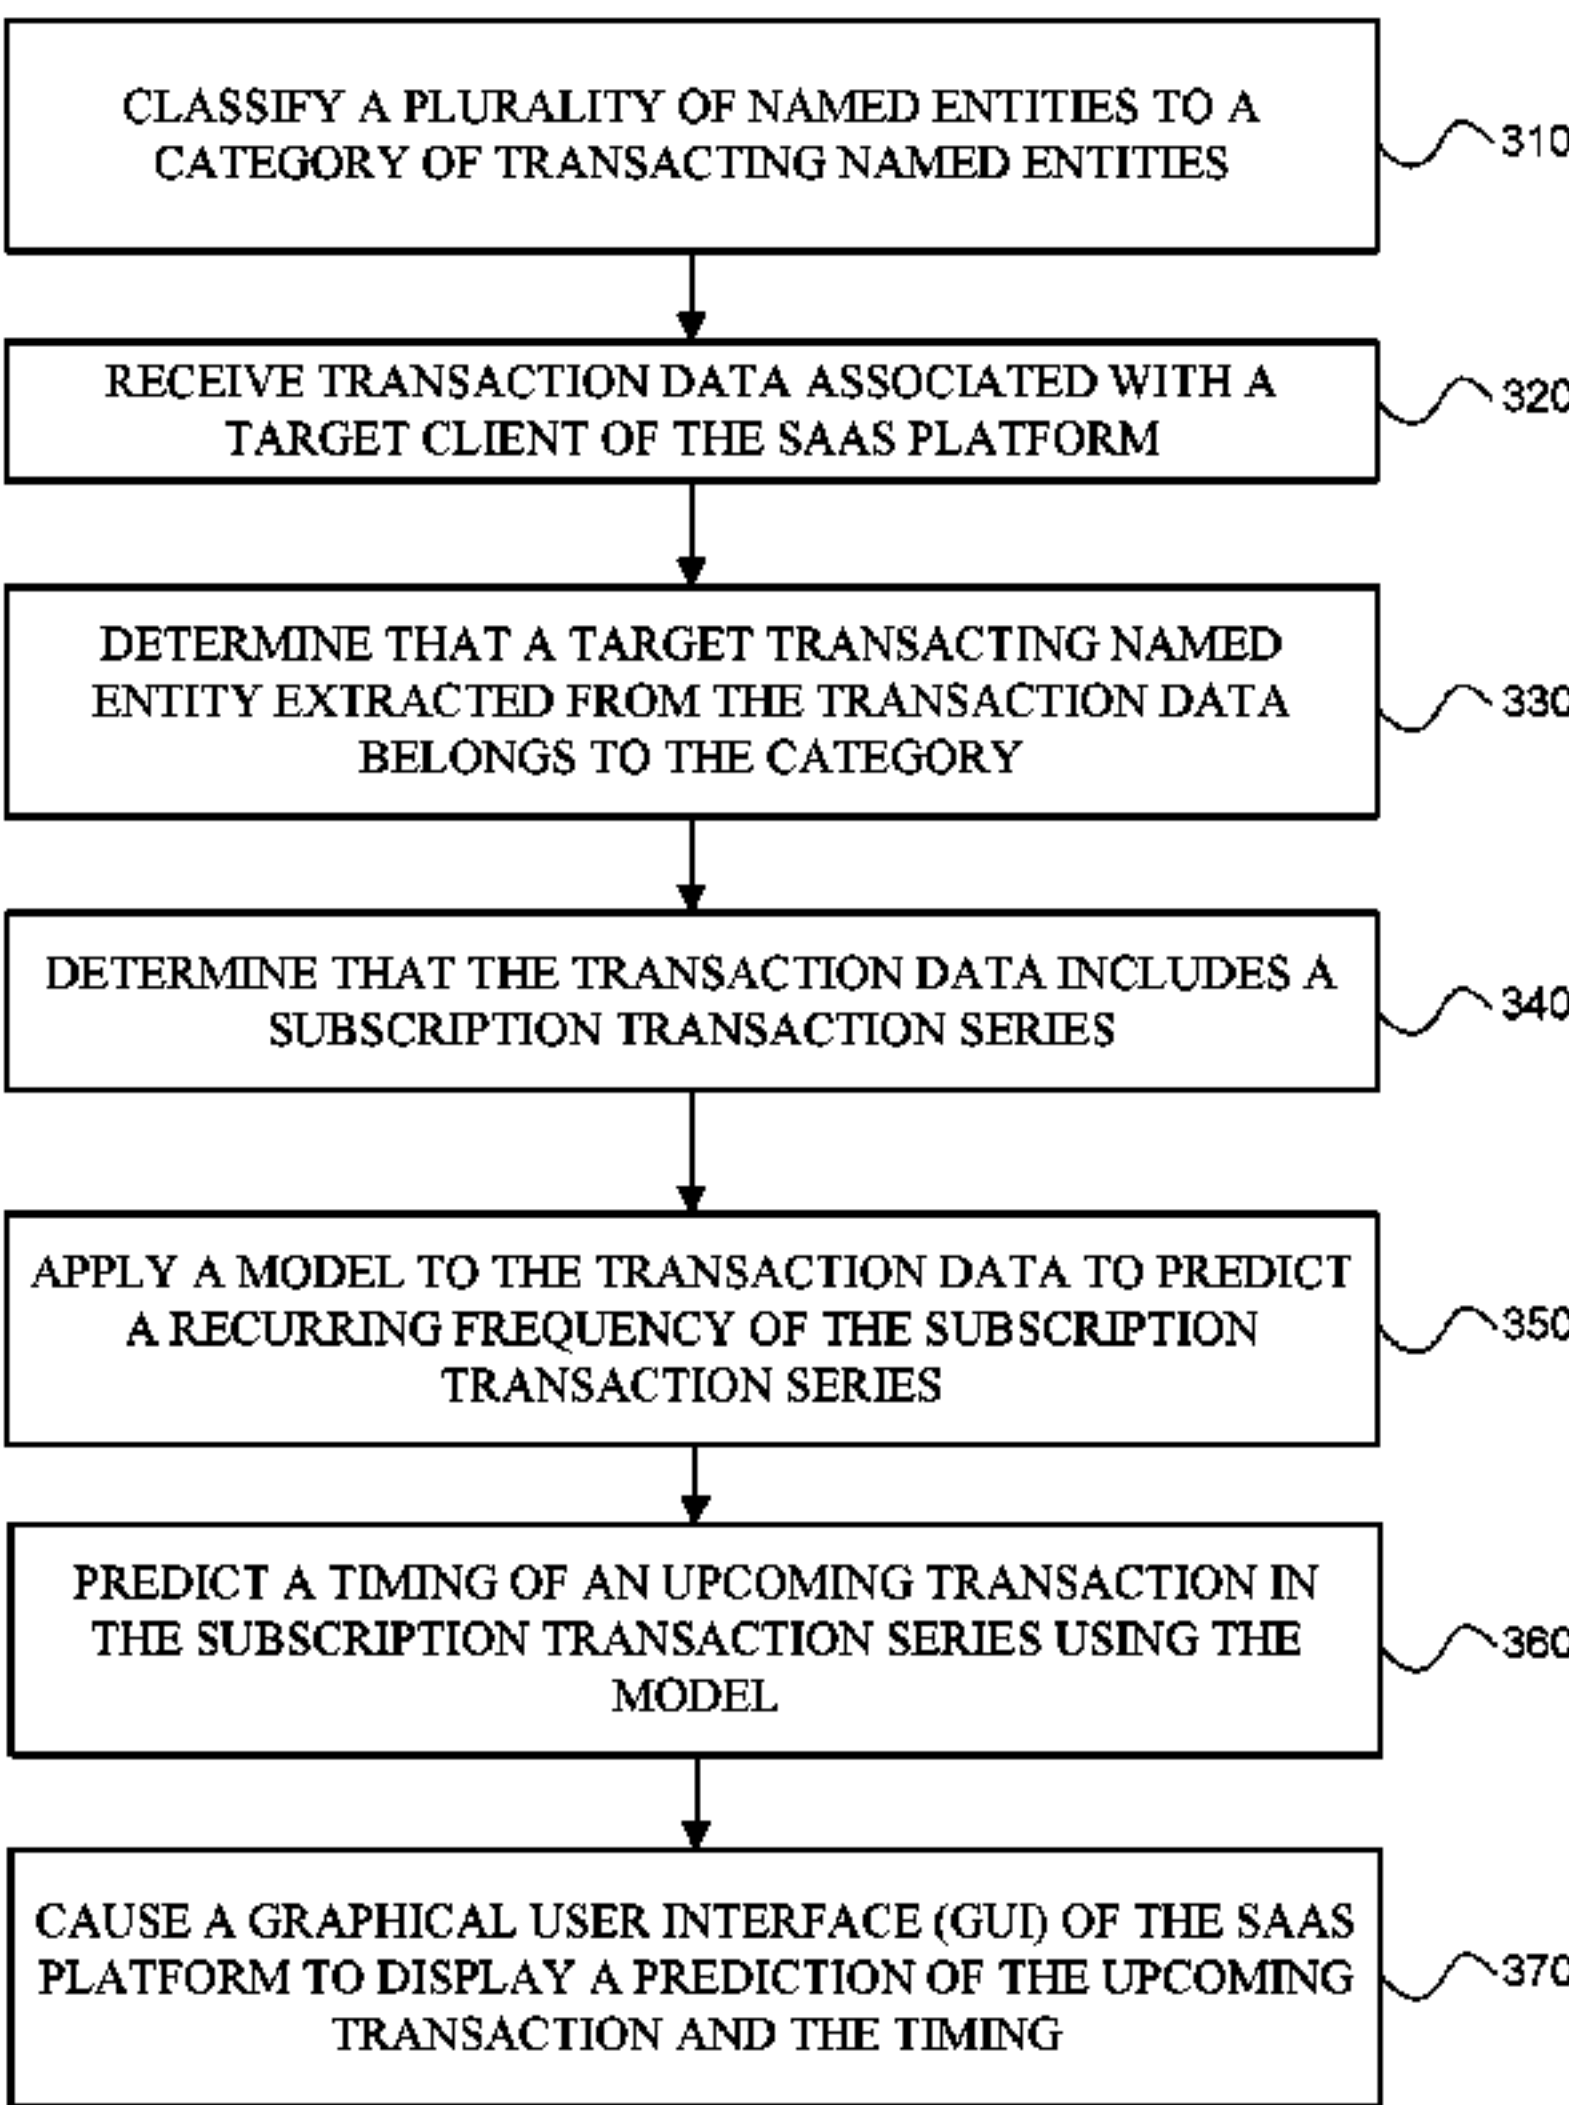 CLASSIFY A PLURALITY OF NAMED ENTITIES TO A
CATEGORY OF TRANSACTING NAMED ENTITIES
310
RECEIVE TRANSACTION DATA ASSOCIATED WITH A
TARGET CLIENT OF THE SAAS PLATFORM
320
DETERMINE THAT A TARGET TRANSACTING NAMED
ENTITY EXTRACTED FROM THE TRANSACTION DATA
BELONGS TO THE CATEGORY
330
DETERMINE THAT THE TRANSACTION DATA INCLUDES A
SUBSCRIPTION TRANSACTION SERIES
340
APPLY A MODEL TO THE TRANSACTION DATA TO PREDICT
A RECURRING FREQUENCY OF THE SUBSCRIPTION
TRANSACTION SERIES
350
PREDICT A TIMING OF AN UPCOMING TRANSACTION IN
THE SUBSCRIPTION TRANSACTION SERIES USING THE
MODEL
360
CAUSE A GRAPHICAL USER INTERFACE (GUI) OF THE SAAS
PLATFORM TO DISPLAY A PREDICTION OF THE UPCOMING
TRANSACTION AND THE TIMING
370